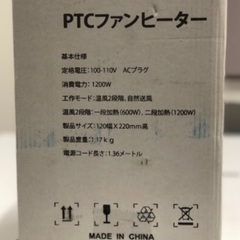 PTCファンヒーター
基本仕様
定格電圧：100-110V　ACプラグ
消費電力：1200W
工作モード：温風2段階、自然送風
温風2段階：一段加熱(600W)、二段加熱(1200W)
製品サイズ：120幅X220mm高
製品重量：1.17kg
電源コード長さ：1.36メートル
MADE IN CHINA